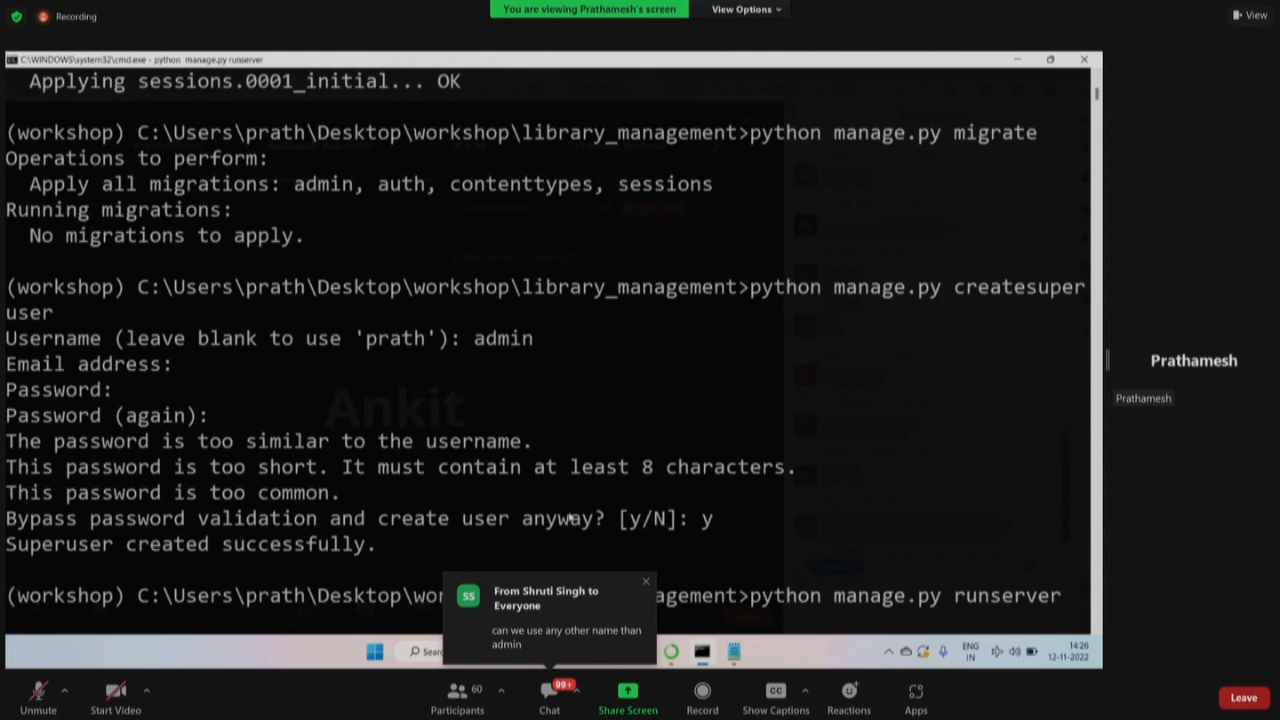 Recording
You are viewing Prathamesh's screen
View Options
View
C:\WINDOWS\system32\cmd.exe - python manage.py runserver
Applying sessions.0001_initial... OK
(workshop) C:\Users\prath\Desktop\workshop\library_management>python manage.py migrate
Operations to perform:
Apply all migrations: admin, auth, contenttypes, sessions
Running migrations:
No migrations to apply.
(workshop) C:\Users\prath\Desktop\workshop\library_management>python manage.py createsuper
user
Username (leave blank to use 'prath'): admin
Email address:
Password:
Password (again):
The password is too similar to the username.
This password is too short. It must contain at least 8 characters.
This password is too common.
Bypass password validation and create user anyway? [y/N]: y
Superuser created successfully.
(workshop) C:\Users\prath\Desktop\wor
agement>python manage.py runserver
Ankit
Prathamesh
Prathamesh
SS
From Shruti Singh to
Everyone
can we use any other name than
admin
Sear
ENG
IN
14:26
12-11-2022
Unmute
Start Video
60
Participants
99+
Chat
Share Screen
Record
CC
Show Captions
Reactions
Apps
Leave